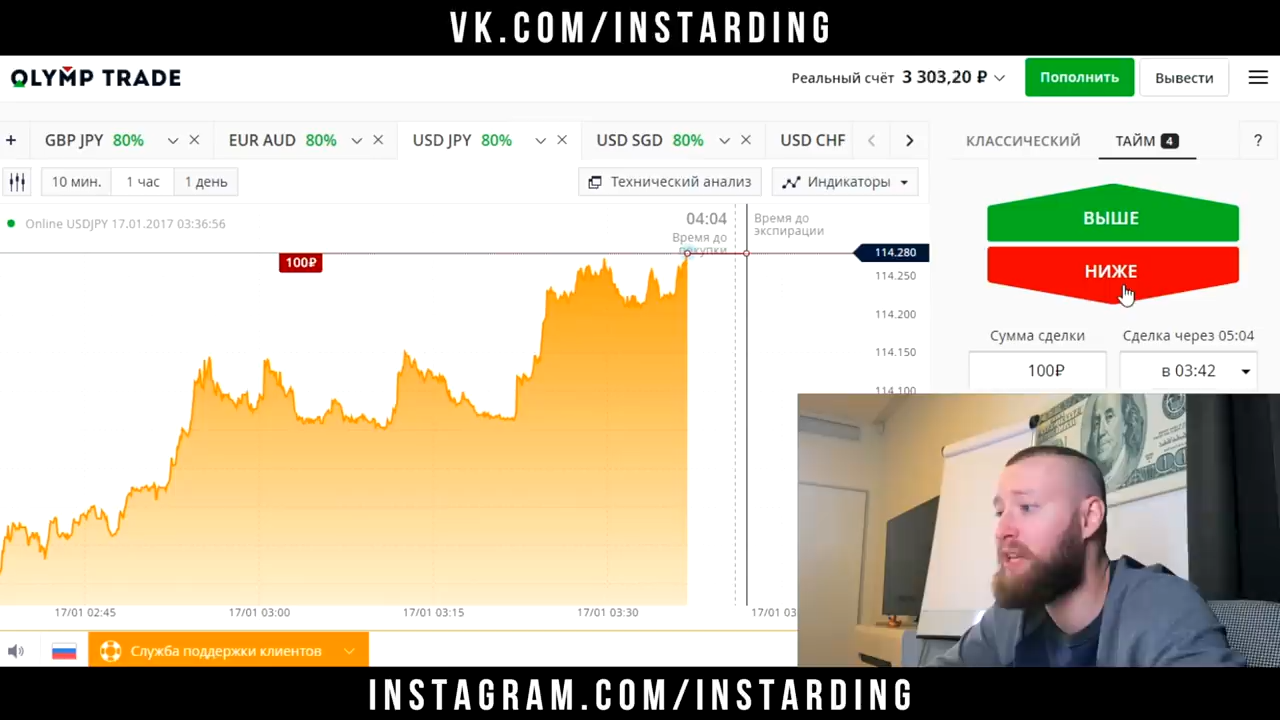 VK.COM/INSTARDING
OLYMP TRADE
Реальный счёт 3 303,20 ₽
Пополнить
Вывести
+ GBP JPY 80% EUR AUD 80% USD JPY 80% USD SGD 80% USD CHF
КЛАССИЧЕСКИЙ ТАЙМ 4 ?
10 мин. 1 час 1 день
Технический анализ
Индикаторы
Online USDJPY 17.01.2017 03:36:56
04:04
Время до
покупки
Время до
экспирации
100₽
114.280
114.250
114.200
114.150
114.100
ВЫШЕ
НИЖЕ
Сумма сделки
Сделка через 05:04
100₽
в 03:42
17/01 02:45 17/01 03:00 17/01 03:15 17/01 03:30 17/01 03
Служба поддержки клиентов
INSTAGRAM.COM/INSTARDING